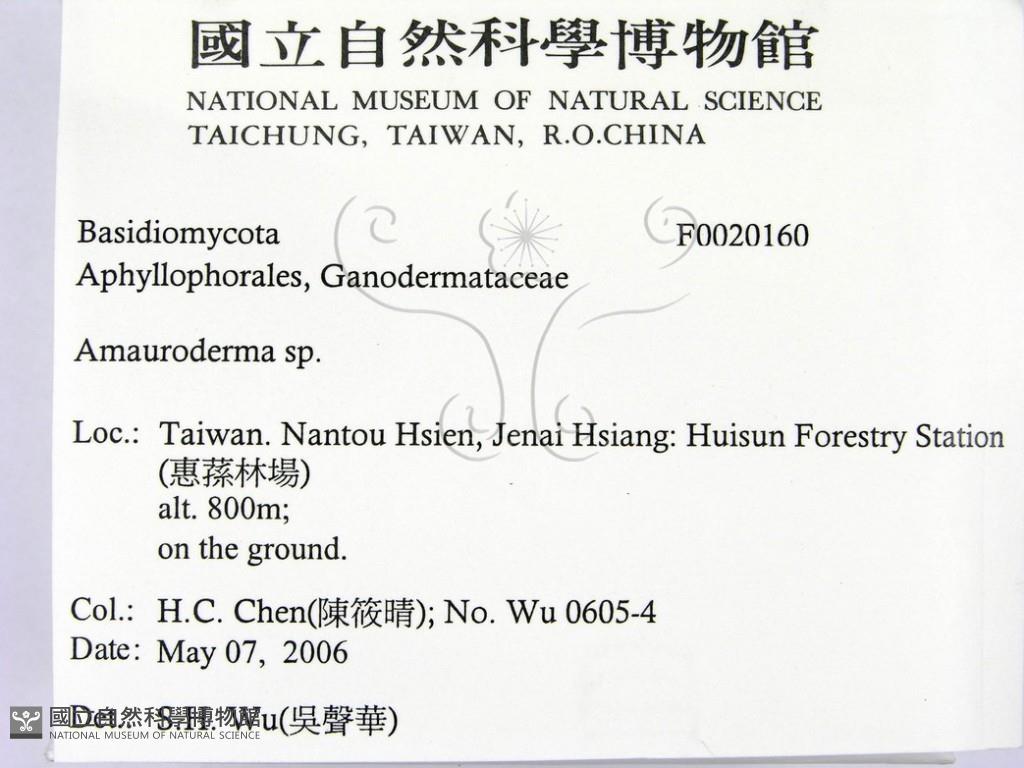 國立自然科學博物館
NATIONAL MUSEUM OF NATURAL SCIENCE
TAICHUNG, TAIWAN, R.O.CHINA
Basidiomycota F0020160
Aphyllophorales, Ganodermataceae
Amauroderma sp.
Loc.: Taiwan. Nantou Hsien, Jenai Hsiang: Huisun Forestry Station
(惠蓀林場)
alt. 800m;
on the ground.
Col.: H.C. Chen(陳筱晴); No. Wu 0605-4
Date: May 07, 2006
Det.: S.H. Wu(吳聲華)
國立自然科學博物館
NATIONAL MUSEUM OF NATURAL SCIENCE